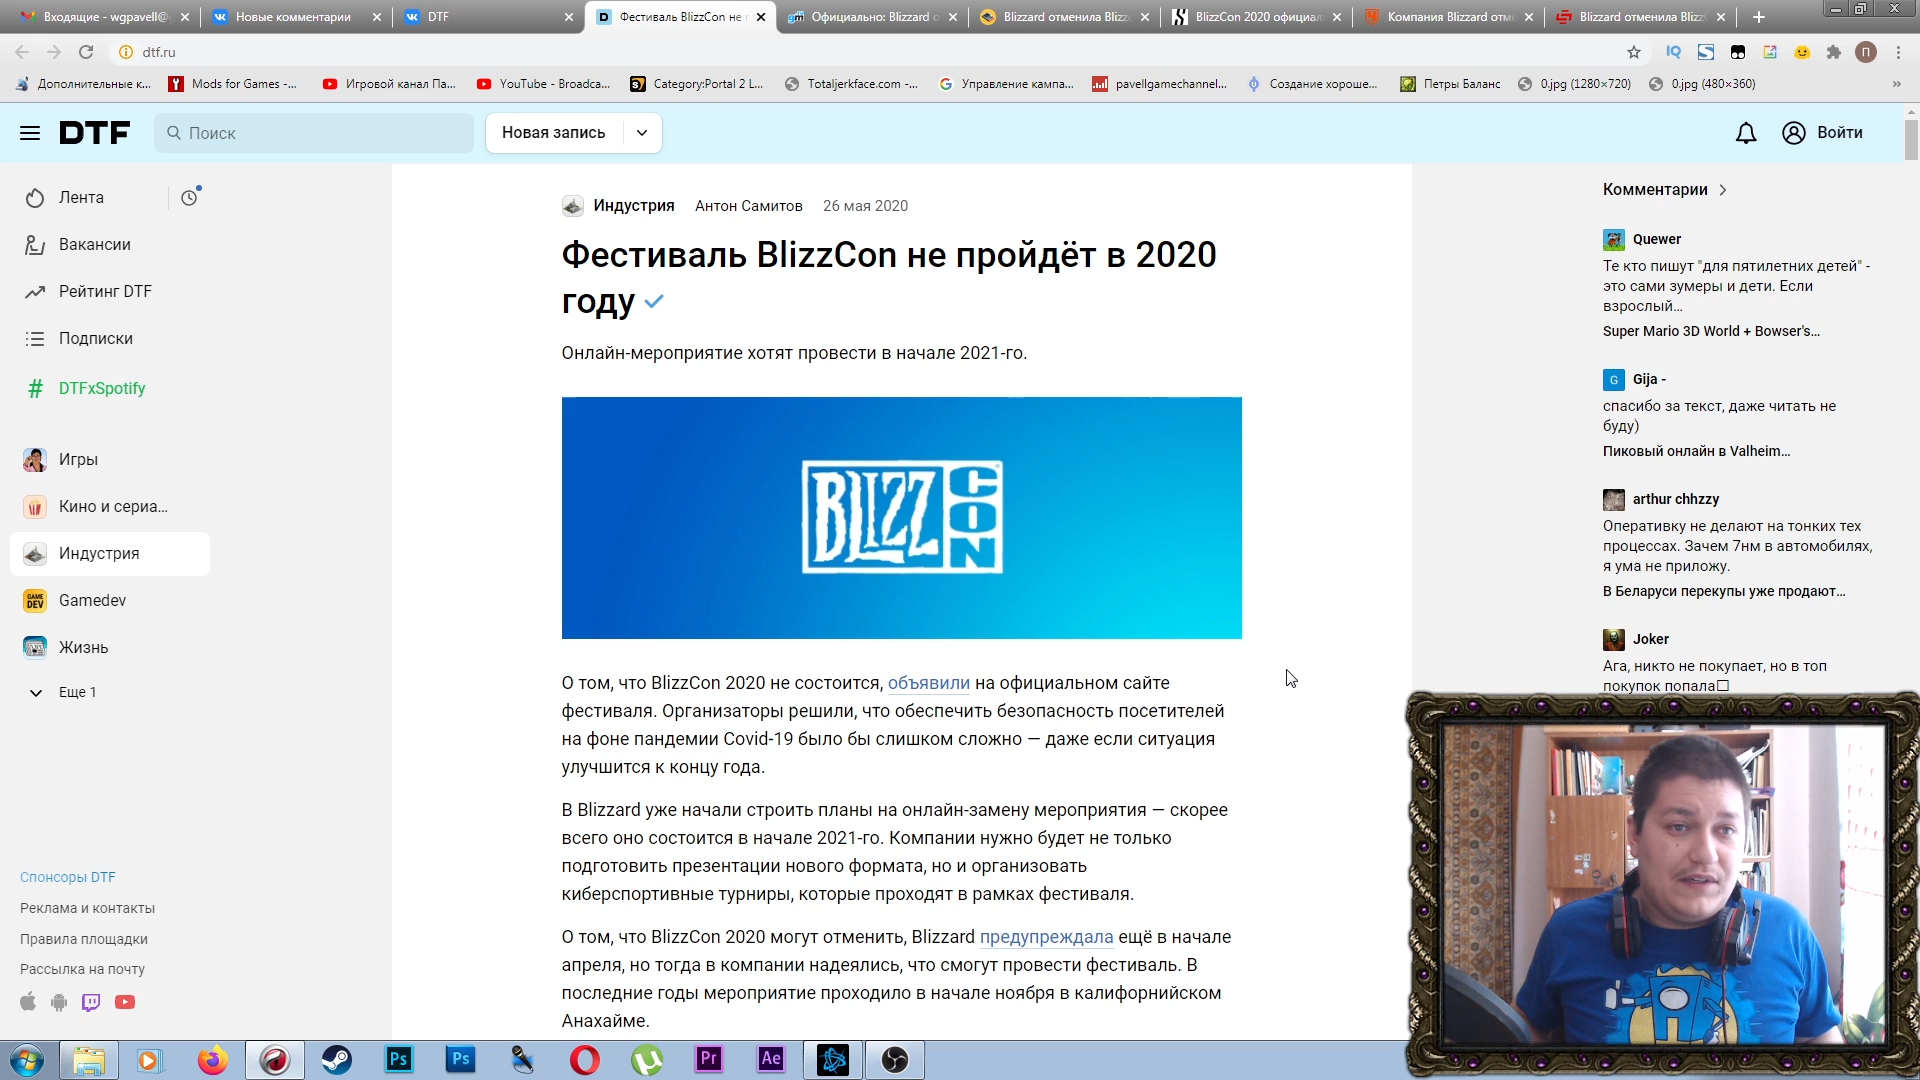 Входящие - wgpavell@
Новые комментарии
DTF
Фестиваль BlizzCon не
Официально: Blizzard о
Blizzard отменила Blizz
BlizzCon 2020 официал
Компания Blizzard отм
Blizzard отменила Blizz
dtf.ru
Дополнительные к...
Mods for Games -...
Игровой канал Па...
YouTube - Broadca...
Category:Portal 2 L...
Totaljerkface.com -...
Управление кампа...
pavellgamechannel...
Создание хороше...
Петры Баланс
0.jpg (1280×720)
0.jpg (480×360)
DTF
Поиск
Новая запись
Войти
Лента
Вакансии
Рейтинг DTF
Подписки
DTFxSpotify
Игры
Кино и сериа...
Индустрия
Gamedev
Жизнь
Еще 1
Спонсоры DTF
Реклама и контакты
Правила площадки
Рассылка на почту
Индустрия Антон Самитов 26 мая 2020
Фестиваль BlizzCon не пройдёт в 2020
году
Онлайн-мероприятие хотят провести в начале 2021-го.
BLIZZ CON
О том, что BlizzCon 2020 не состоится, объявили на официальном сайте
фестиваля. Организаторы решили, что обеспечить безопасность посетителей
на фоне пандемии Covid-19 было бы слишком сложно — даже если ситуация
улучшится к концу года.
В Blizzard уже начали строить планы на онлайн-замену мероприятия — скорее
всего оно состоится в начале 2021-го. Компании нужно будет не только
подготовить презентации нового формата, но и организовать
киберспортивные турниры, которые проходят в рамках фестиваля.
О том, что BlizzCon 2020 могут отменить, Blizzard предупреждала ещё в начале
апреля, но тогда в компании надеялись, что смогут провести фестиваль. В
последние годы мероприятие проходило в начале ноября в калифорнийском
Анахайме.
Комментарии
Quewer
Те кто пишут "для пятилетних детей" -
это сами зумеры и дети. Если
взрослый...
Super Mario 3D World + Bowser's...
G
Gija -
спасибо за текст, даже читать не
буду)
Пиковый онлайн в Valheim...
arthur chhzzy
Оперативку не делают на тонких тех
процессах. Зачем 7нм в автомобилях,
я ума не приложу.
В Беларуси перекупы уже продают...
Joker
Ага, никто не покупает, но в топ
покупок попала
Ps
Ps
Pr
Ae